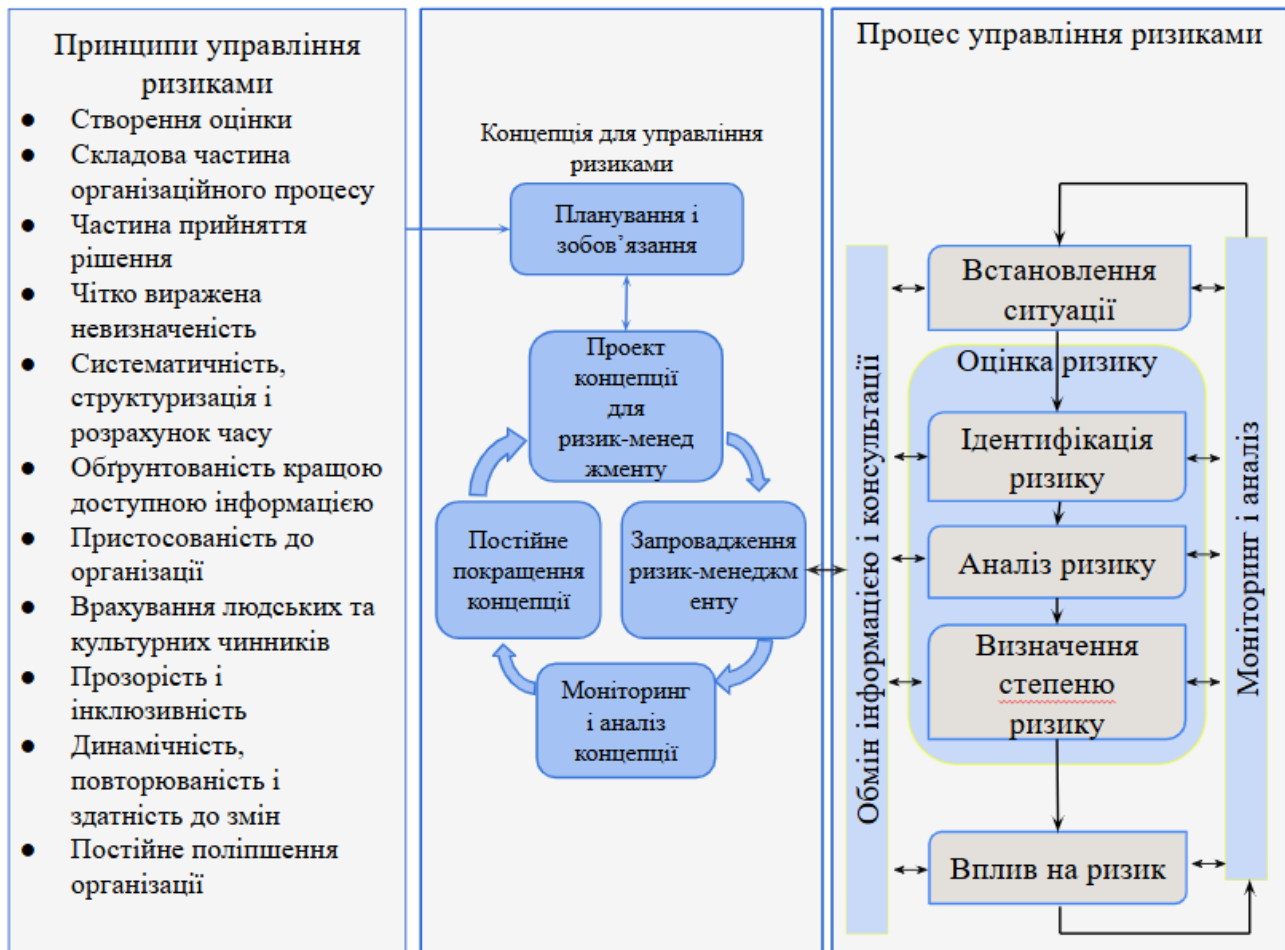 Принципи управління
ризиками
● Створення оцінки
● Складова частина
організаційного процесу
● Частина прийняття
рішення
● Чітко виражена
невизначеність
● Систематичність,
структуризація і
розрахунок часу
● Обґрунтованість кращою
доступною інформацією
● Пристосованість до
організації
● Врахування людських та
культурних чинників
● Прозорість і
інклюзивність
● Динамічність,
повторюваність і
здатність до змін
● Постійне поліпшення
організації
Концепція для управління
ризиками
Планування і
зобов’язання
Проект
концепції
для
ризик-менед
жменту
Постійне
покращення
концепції
Запровадження
ризик-менеджм
енту
Моніторинг
і аналіз
концепції
Процес управління ризиками
Обмін інформацією і консультації
Встановлення
ситуації
Оцінка ризику
Ідентифікація
ризику
Аналіз ризику
Визначення
степеню
ризику
Вплив на ризик
Моніторинг і аналіз